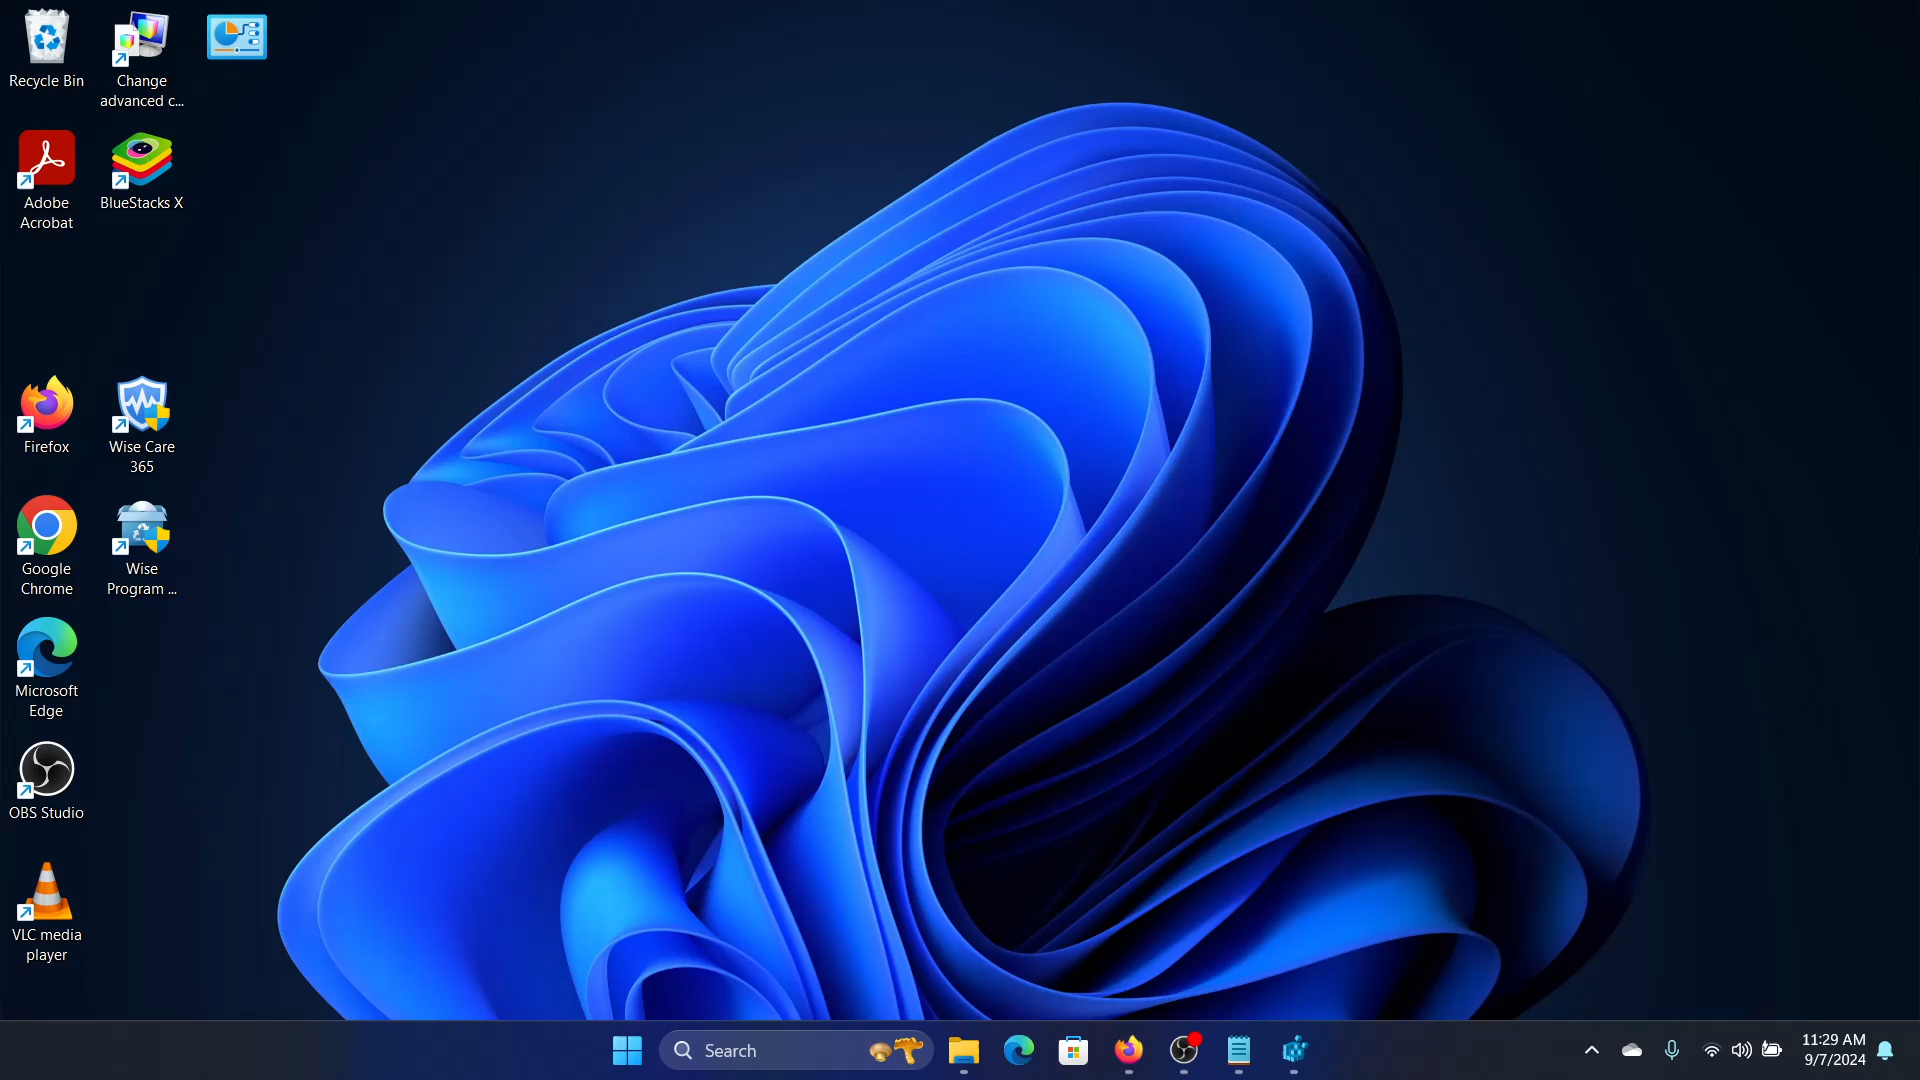 Recycle Bin
Change
advanced c...
Adobe
Acrobat
BlueStacks X
Firefox
Wise Care
365
Google
Chrome
Wise
Program ...
Microsoft
Edge
OBS Studio
VLC media
player
Search
11:29 AM
9/7/2024